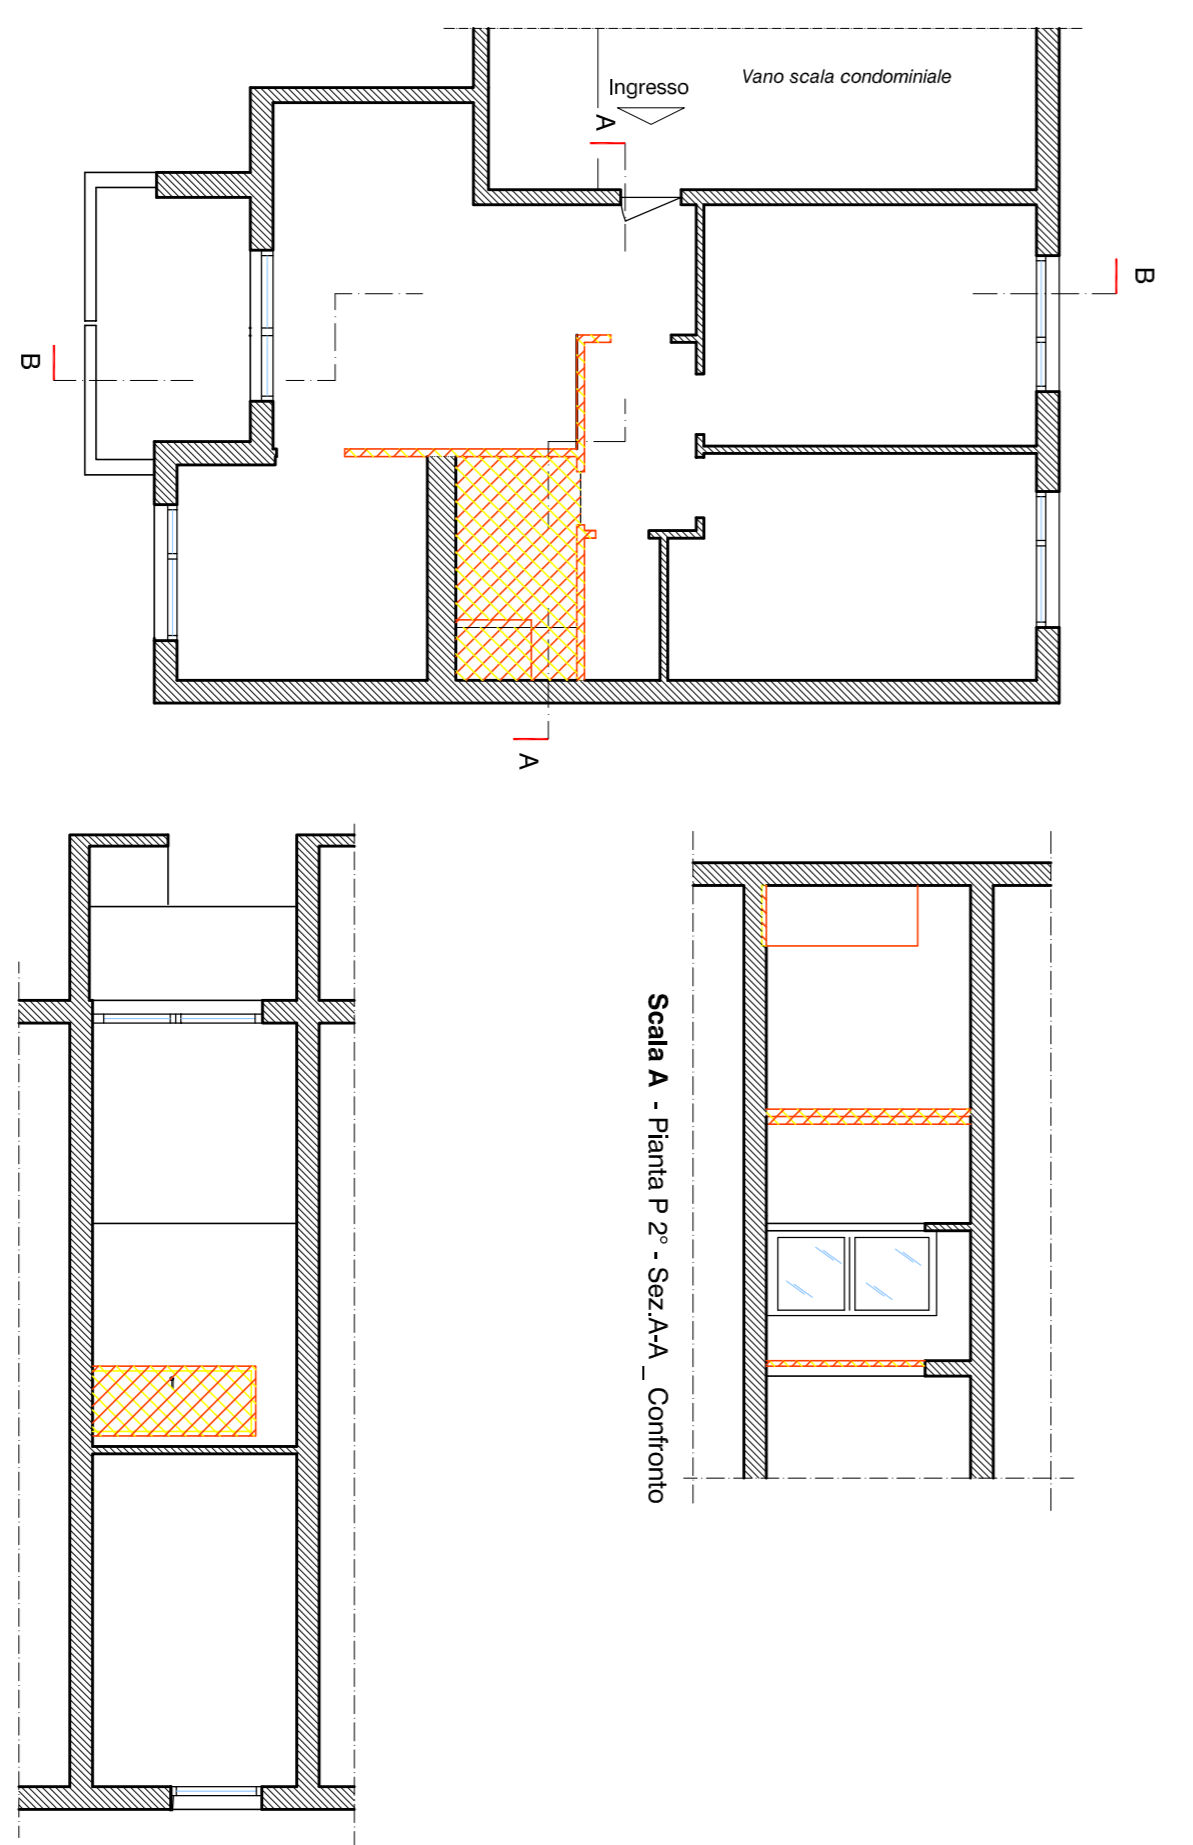 Vano scala condominiale
Ingresso
A
B
B
A
Scala A - Pianta P 2° - Sez.A-A _ Confronto
1